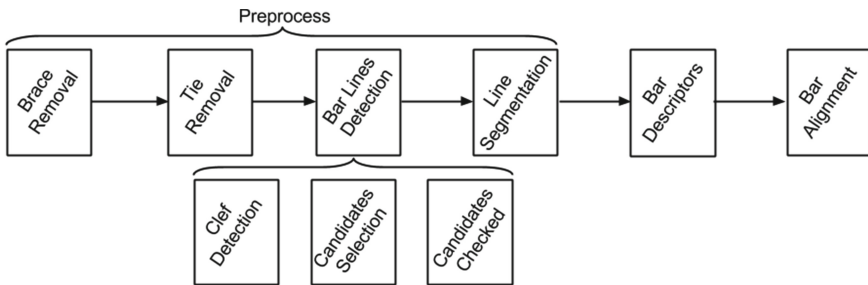 Preprocess
Brace
Removal
Tie
Removal
Bar Lines
Detection
Line
Segmentation
Bar
Descriptors
Bar
Alignment
Clef
Detection
Candidates
Selection
Candidates
Checked